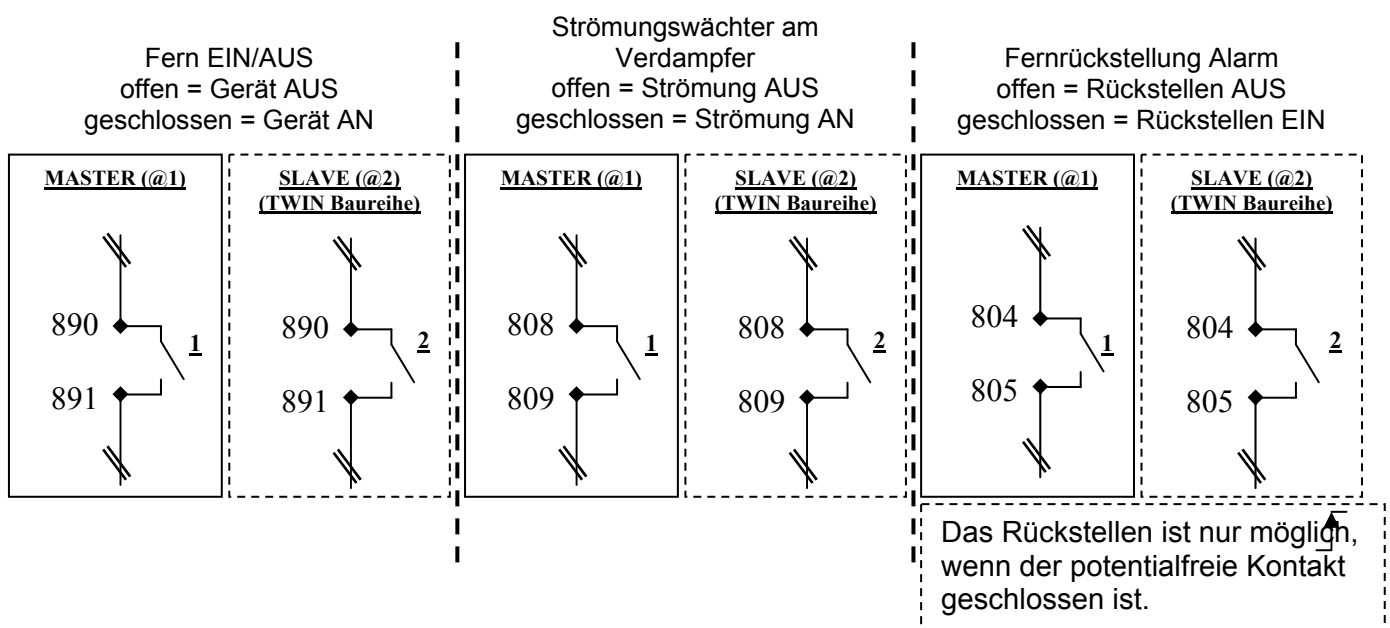 Fern EIN/AUS
offen = Gerät AUS
geschlossen = Gerät AN
MASTER (@1)
890
891
1
SLAVE (@2)
(TWIN Baureihe)
890
891
2
Strömungswächter am
Verdampfer
offen = Strömung AUS
geschlossen = Strömung AN
MASTER (@1)
808
809
1
SLAVE (@2)
(TWIN Baureihe)
808
809
2
Fernrückstellung Alarm
offen = Rückstellen AUS
geschlossen = Rückstellen EIN
MASTER (@1)
804
805
1
SLAVE (@2)
(TWIN Baureihe)
804
805
2
Das Rückstellen ist nur möglich,
wenn der potentialfreie Kontakt
geschlossen ist.